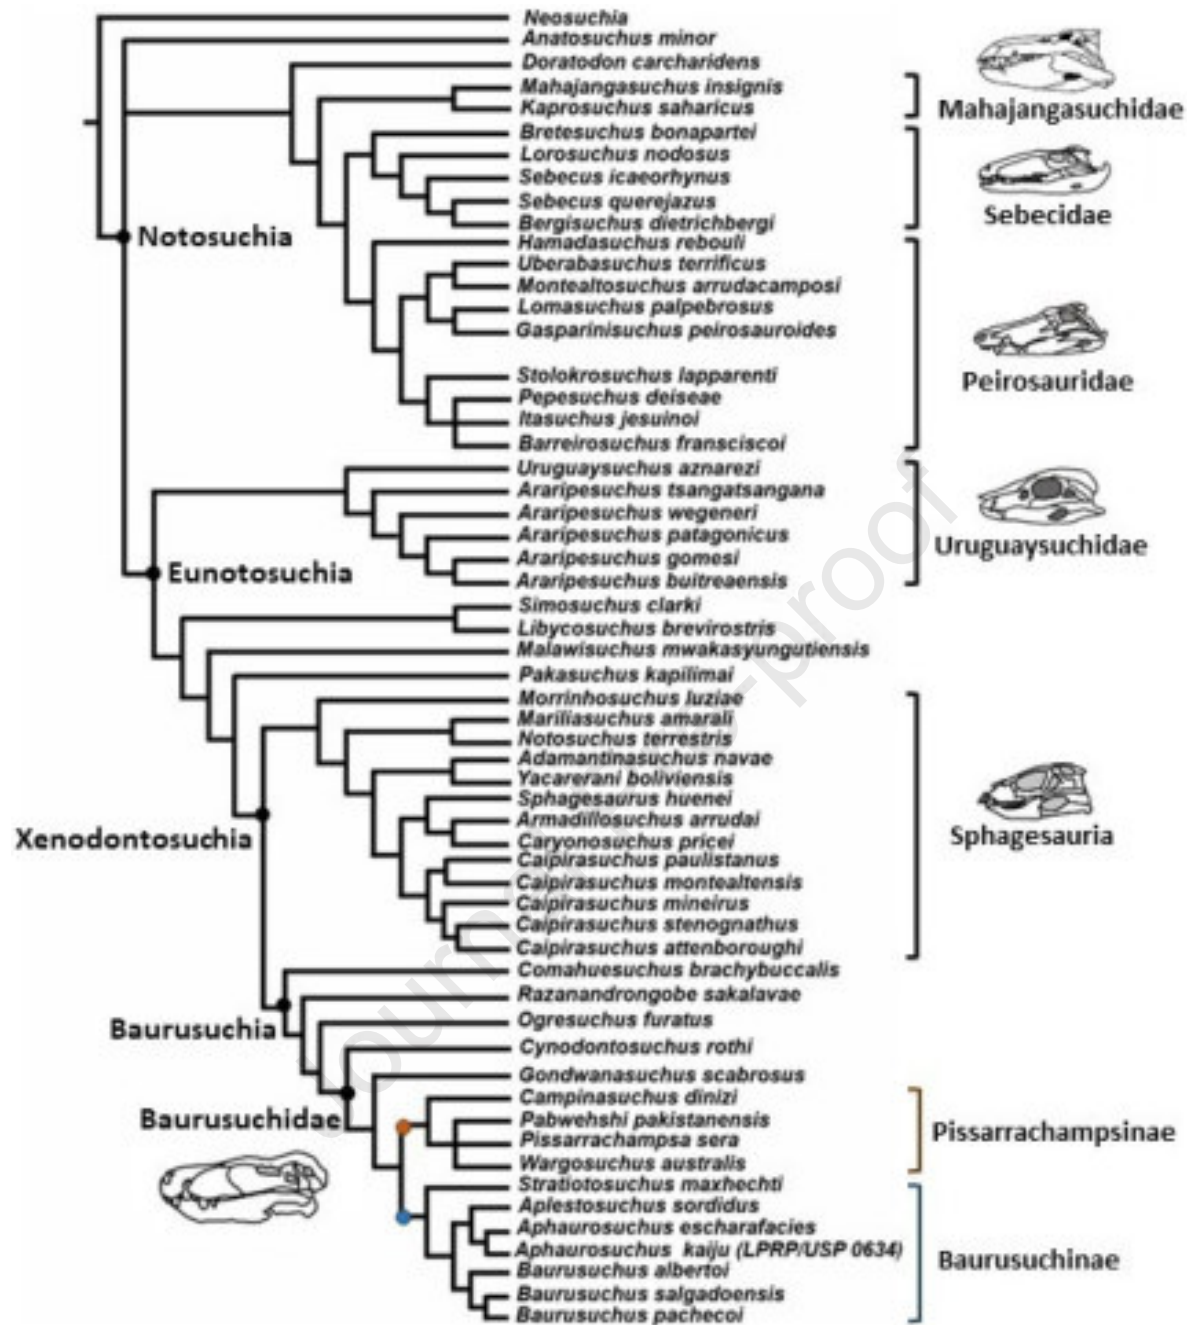 Neosuchia
Anatosuchus minor
Doratodon carcharidens
Mahajangasuchus insignis
Kaprosuchus saharicus
Mahajangasuchidae
Bretesuchus bonapartei
Lorosuchus nodosus
Sebecus icaeorhynus
Sebecus querejazus
Bergisuchus dietrichbergi
Sebecidae
Notosuchia
Hamadasuchus rebouli
Uberabasuchus terrificus
Montealtosuchus arrudacamposi
Lomasuchus palpebrosus
Gasparinisuchus peirosauroides
Stolokrosuchus lapparenti
Pepesuchus deiseae
Itasuchus jesuinoi
Barreirosuchus fransciscoi
Peirosauridae
Uruguaysuchus aznarezi
Araripesuchus tsangatsangana
Araripesuchus wegeneri
Araripesuchus patagonicus
Araripesuchus gomesi
Araripesuchus buitreaensis
Uruguaysuchidae
Eunotosuchia
Simosuchus clarki
Libycosuchus brevirostris
Malawisuchus mwakasyungutiensis
Pakasuchus kapilimai
Morrinhosuchus luziae
Mariliasuchus amarali
Notosuchus terrestris
Adamantinasuchus navae
Yacarerani boliviensis
Sphagesaurus huenei
Armadillosuchus arrudai
Caryonosuchus pricei
Caipirasuchus paulistanus
Caipirasuchus montealtensis
Caipirasuchus mineirus
Caipirasuchus stenognathus
Caipirasuchus attenboroughi
Sphagesauria
Xenodontosuchia
Comahuesuchus brachybuccalis
Razanandrongobe sakalavae
Ogresuchus furatus
Baurusuchia
Cynodontosuchus rothi
Gondwanasuchus scabrosus
Baurusuchidae
Campinasuchus dinizi
Pabwehshi pakistanensis
Pissarrachampsa sera
Wargosuchus australis
Pissarrachampsinae
Stratiotosuchus maxhechti
Aplestosuchus sordidus
Aphaurosuchus escharafacies
Aphaurosuchus kaiju (LPRP/USP 0634)
Baurusuchus albertoi
Baurusuchus salgadoensis
Baurusuchus pachecoi
Baurusuchinae